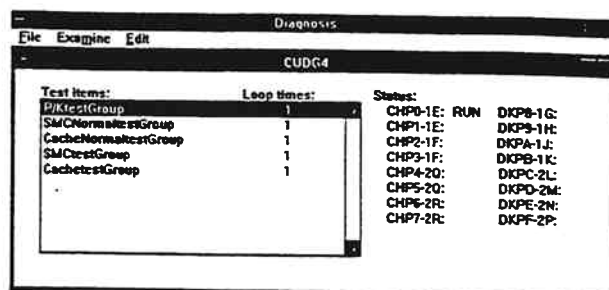 Diagnosis
File Examine Edit
CUDG4
Test items: Loop times:
P/KtestGroup 1
SMCNormaltestGroup 1
CacheNormaltestGroup 1
SMCtestGroup 1
CachetestGroup 1
Status:
CHP0-1E: RUN DKP8-1G:
CHP1-1E: DKP9-1H:
CHP2-1F: DKPA-1J:
CHP3-1F: DKPB-1K:
CHP4-2Q: DKPC-2L:
CHP5-2Q: DKPD-2M:
CHP6-2R: DKPE-2N:
CHP7-2R: DKPF-2P: